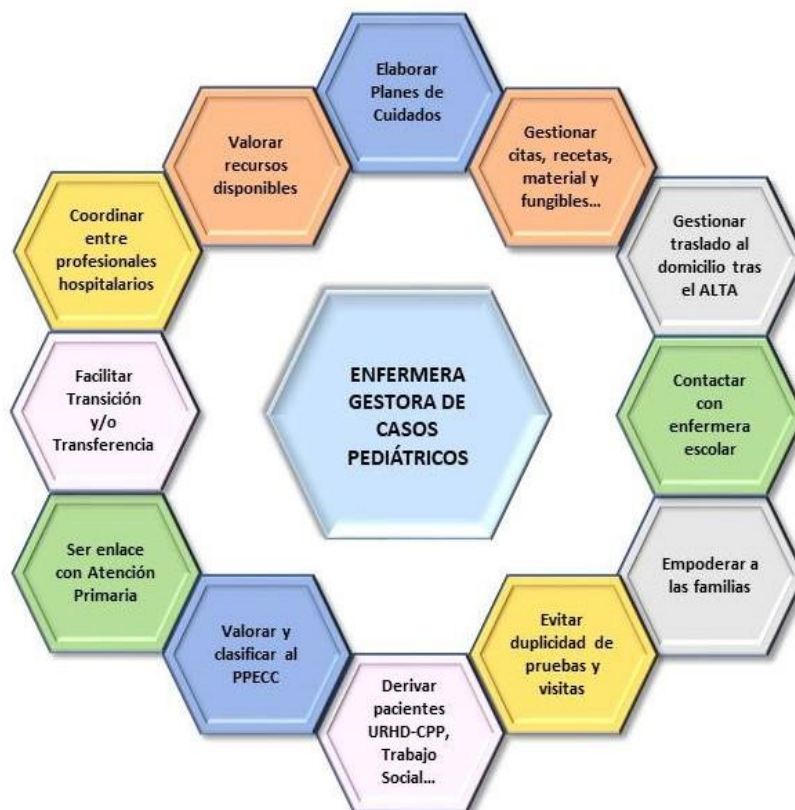 Elaborar
Planes de
Cuidados
Gestionar
citas, recetas,
material y
fungibles...
Gestionar
traslado al
domicilio tras
el ALTA
Contactar
con
enfermera
escolar
Empoderar a
las familias
Evitar
duplicidad de
pruebas y
visitas
Derivar
pacientes
URHD-CPP,
Trabajo
Social...
Valorar y
clasificar al
PPECC
Ser enlace
con Atención
Primaria
Facilitar
Transición
y/o
Transferencia
Coordinar
entre
profesionales
hospitalarios
Valorar
recursos
disponibles
ENFERMERA
GESTORA DE
CASOS
PEDIÁTRICOS